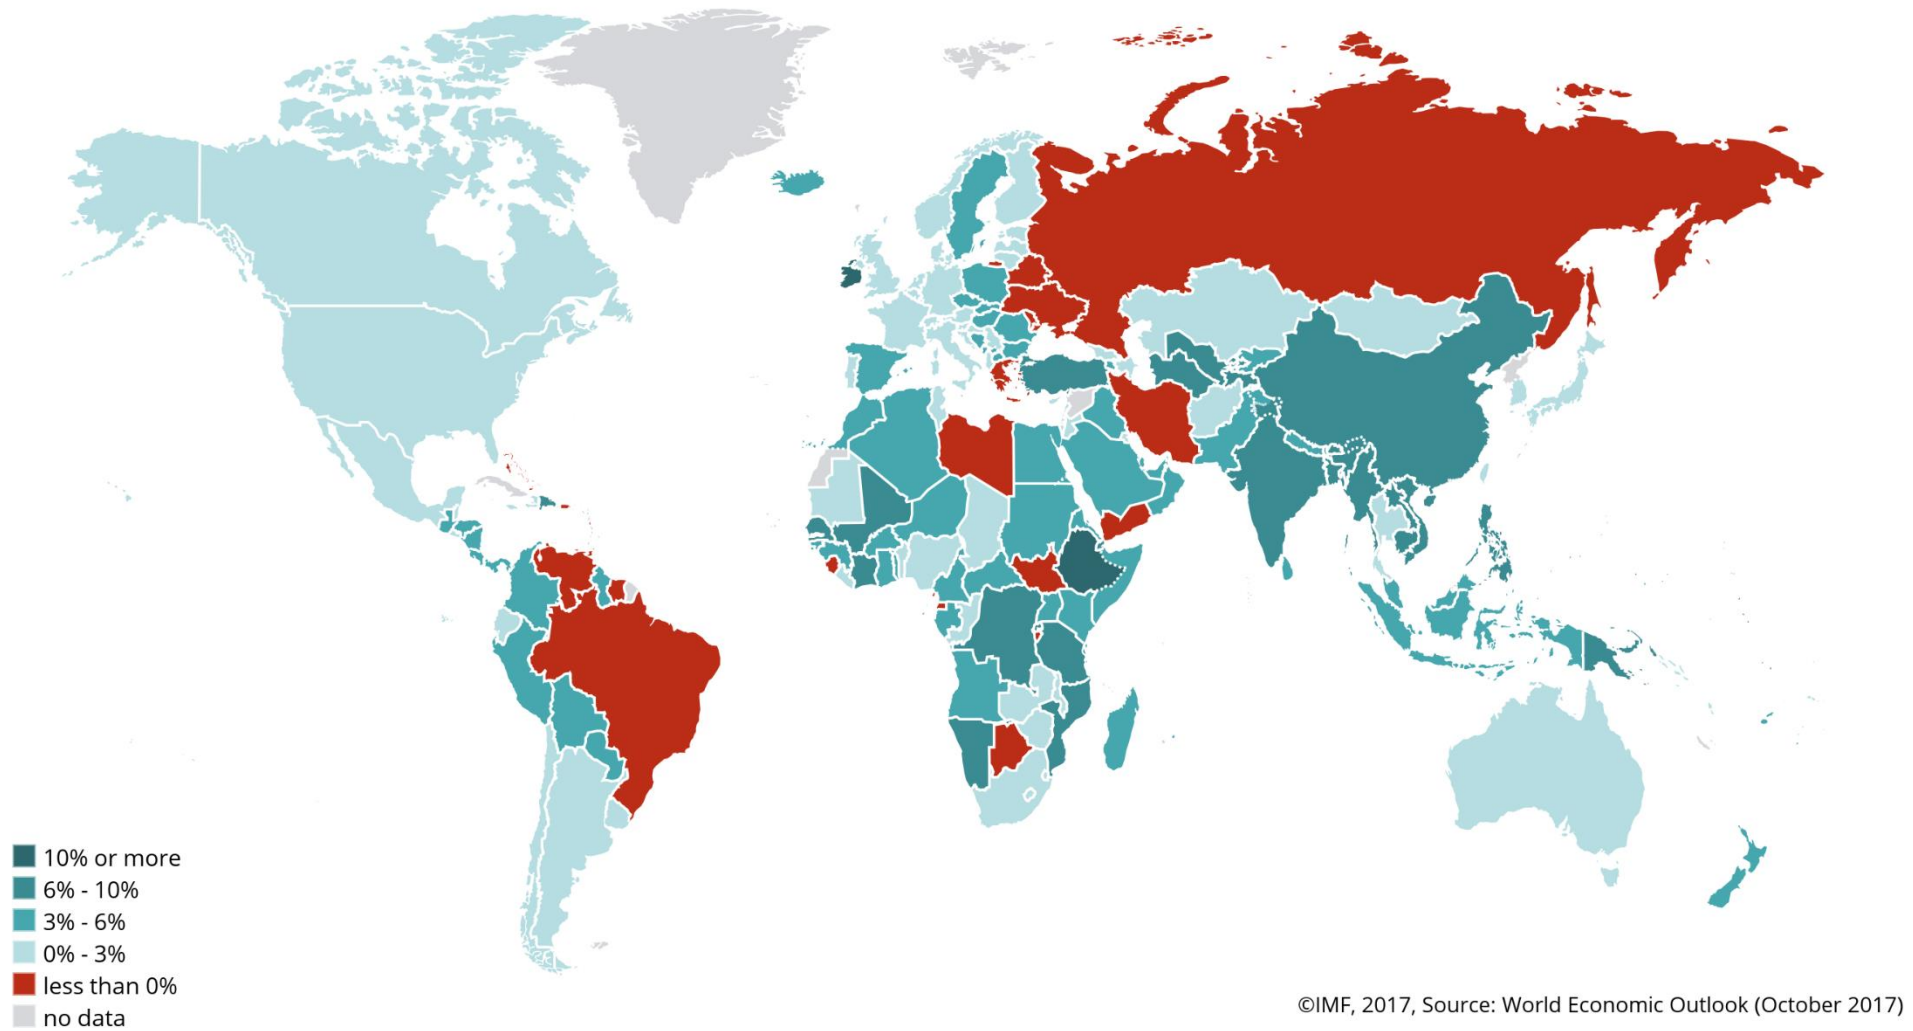 10% or more
6% - 10%
3% - 6%
0% - 3%
less than 0%
no data
©IMF, 2017, Source: World Economic Outlook (October 2017)